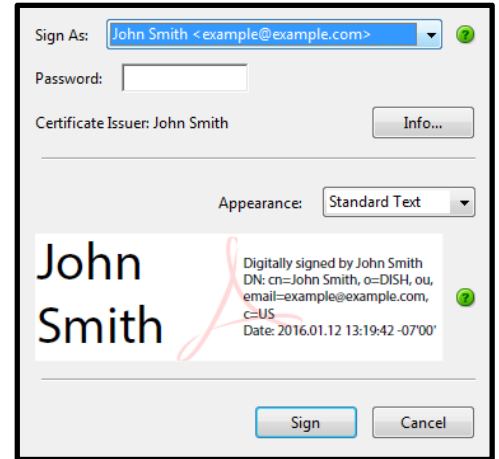 Sign As: John Smith <example@example.com> ?
Password:
Certificate Issuer: John Smith Info...
Appearance: Standard Text
John
Smith
Digitally signed by John Smith
DN: cn=John Smith, o=DISH, ou,
email=example@example.com,
c=US
Date: 2016.01.12 13:19:42 -07'00'
?
Sign Cancel